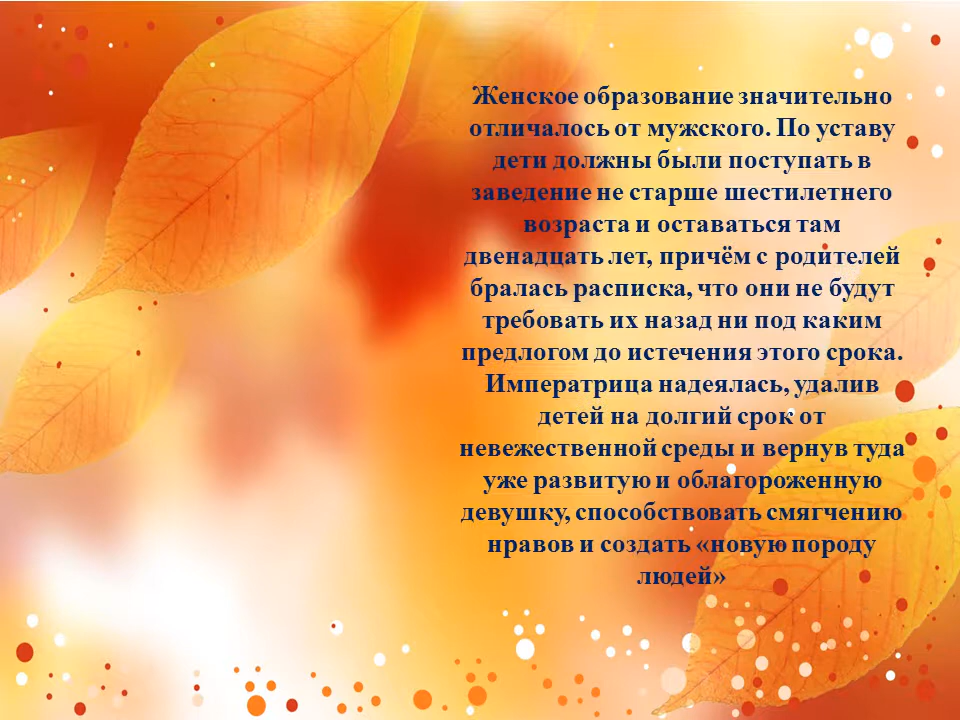 Женское образование значительно
отличалось от мужского. По уставу
дети должны были поступать в
заведение не старше шестилетнего
возраста и оставаться там
двенадцать лет, причём с родителей
бралась расписка, что они не будут
требовать их назад ни под каким
предлогом до истечения этого срока.
Императрица надеялась, удалив
детей на долгий срок от
невежественной среды и вернув туда
уже развитую и облагороженную
девушку, способствовать смягчению
нравов и создать «новую породу
людей»